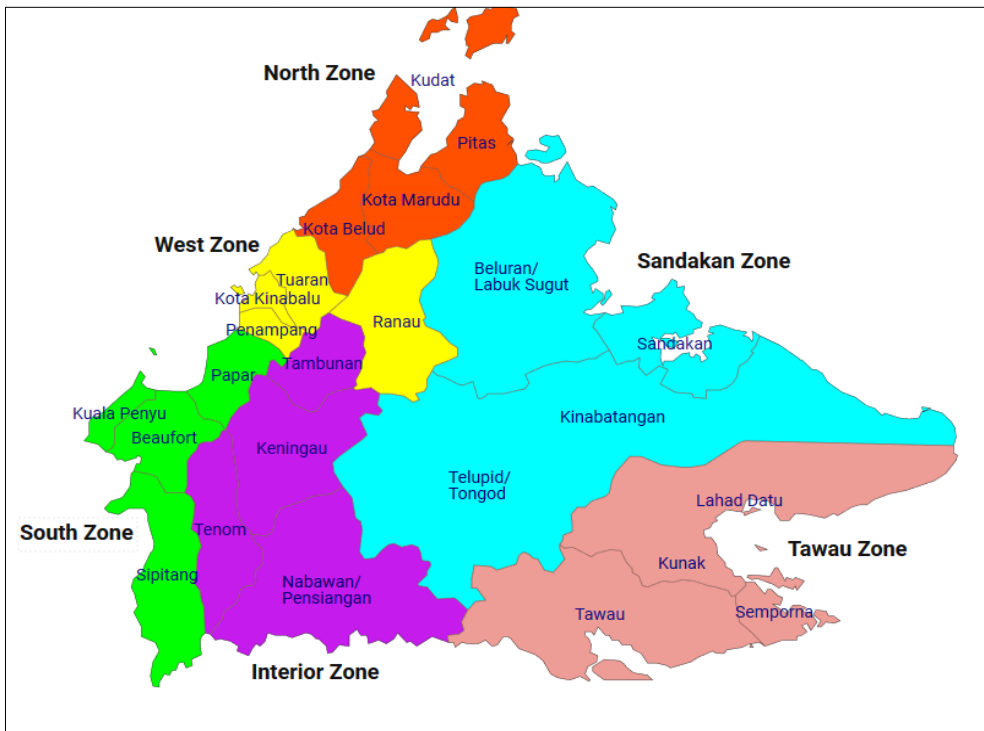 North Zone
Kudat
Pitas
Kota Marudu
Kota Belud
West Zone
Tuaran
Kota Kinabalu
Penampang
Ranau
Beluran/
Labuk Sugut
Sandakan Zone
Sandakan
Tambunan
Papar
Kuala Penyu
Beaufort
Keningau
Kinabatangan
Telupid/
Tongod
Lahad Datu
South Zone
Tenom
Sipitang
Nabawan/
Pensiangan
Kunak
Tawau Zone
Tawau
Semporna
Interior Zone